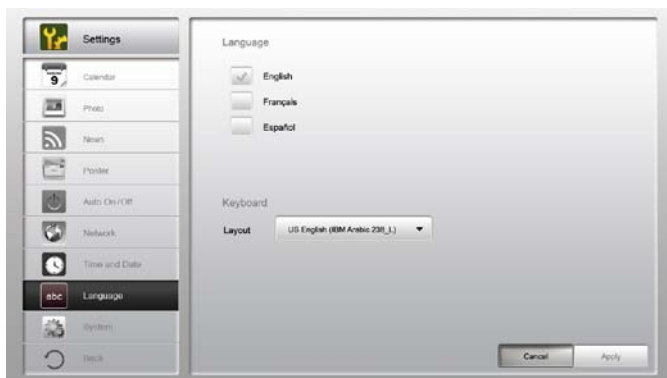 Settings
9
Calendar
Photo
News
Poster
Auto On/Off
Network
Time and Date
abc
Language
System
Back
Language
English
Français
Español
Keyboard
Layout
US English (IBM Arabic 238_L)
Cancel
Apply